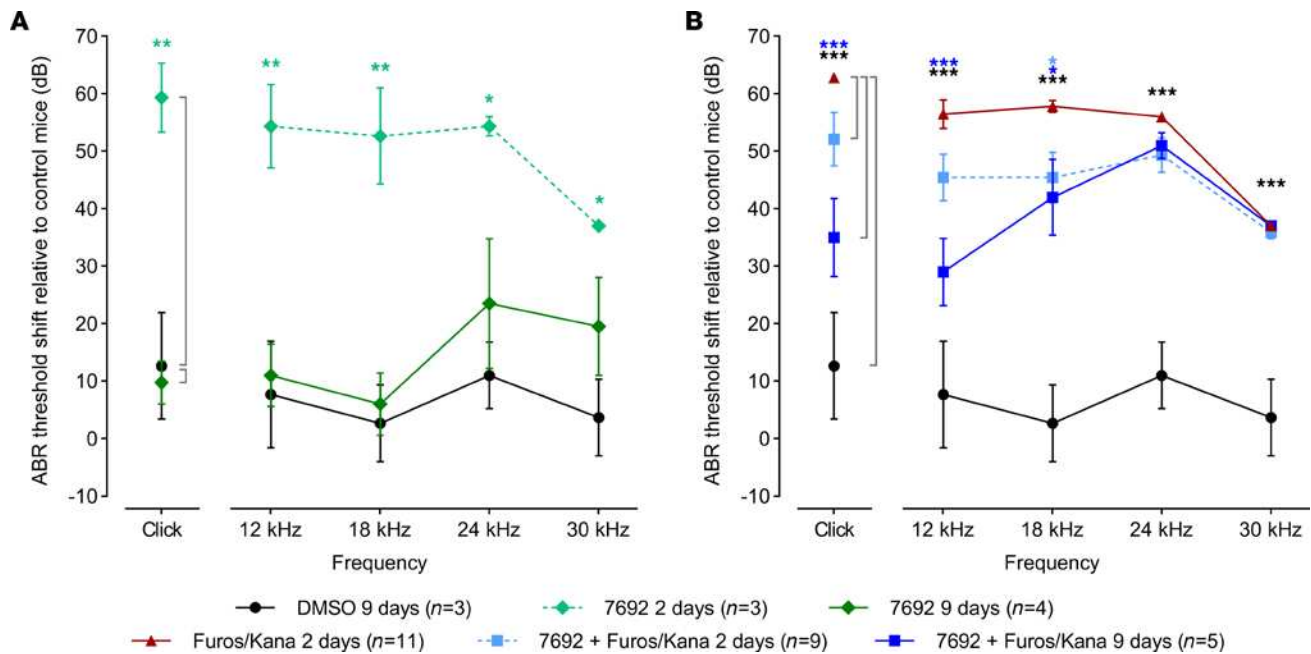 A
ABR threshold shift relative to control mice (dB)
70
60
50
40
30
20
10
0
-10
** ** ** * *
Click 12 kHz 18 kHz 24 kHz 30 kHz
Frequency
B
ABR threshold shift relative to control mice (dB)
70
60
50
40
30
20
10
0
-10
*** *** *
*** *** * *** ***
***
Click 12 kHz 18 kHz 24 kHz 30 kHz
Frequency
DMSO 9 days (n=3) 7692 2 days (n=3) 7692 9 days (n=4)
Furos/Kana 2 days (n=11) 7692 + Furos/Kana 2 days (n=9) 7692 + Furos/Kana 9 days (n=5)